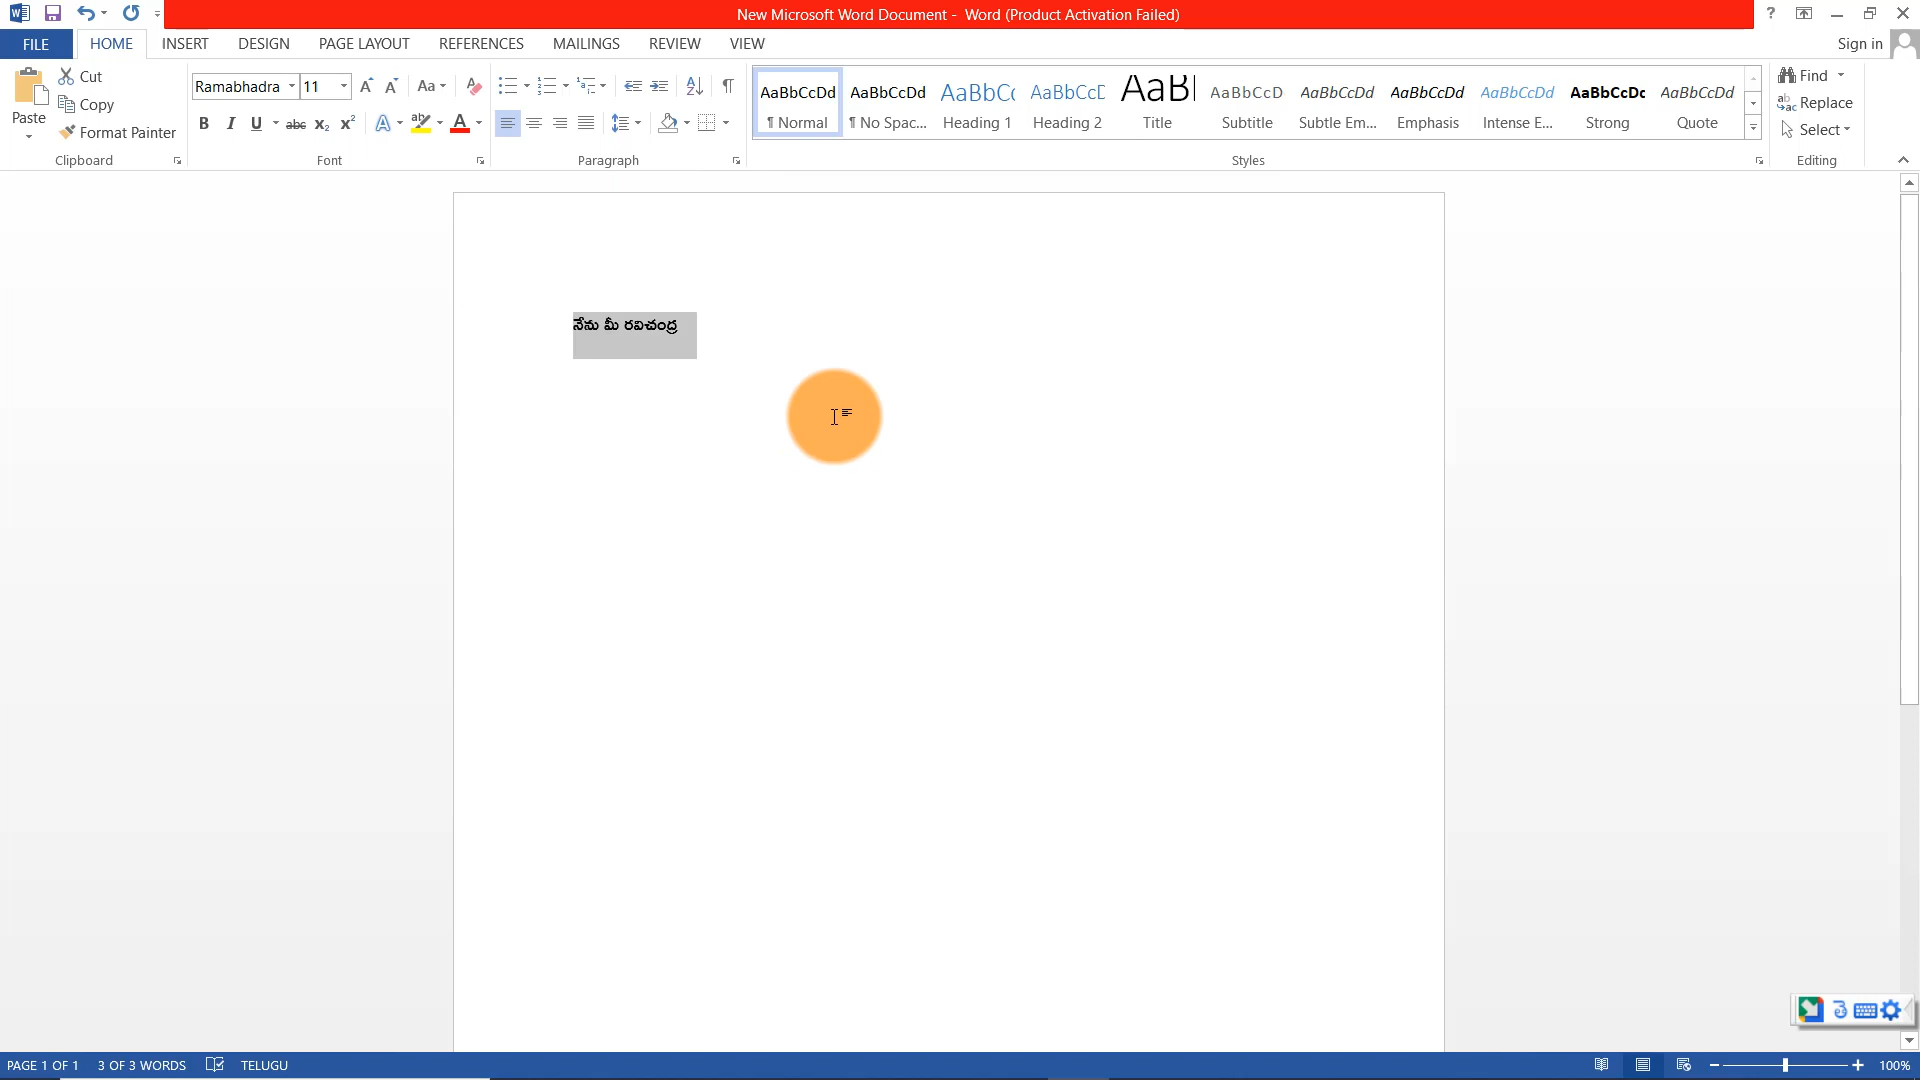 New Microsoft Word Document - Word (Product Activation Failed)
FILE HOME INSERT DESIGN PAGE LAYOUT REFERENCES MAILINGS REVIEW VIEW Sign in
Paste
Cut
Copy
Format Painter
Clipboard
Ramabhadra 11
Font
Paragraph
AaBbCcDd AaBbCcDd AaBbCc AaBbCcD AaBl AaBbCcD AaBbCcDd AaBbCcDd AaBbCcDd AaBbCcDc AaBbCcDd
¶ Normal ¶ No Spac... Heading 1 Heading 2 Title Subtitle Subtle Em... Emphasis Intense E... Strong Quote
Styles
Find
Replace
Select
Editing
నేను మీ రవిచంద్ర
PAGE 1 OF 1 3 OF 3 WORDS TELUGU 100%